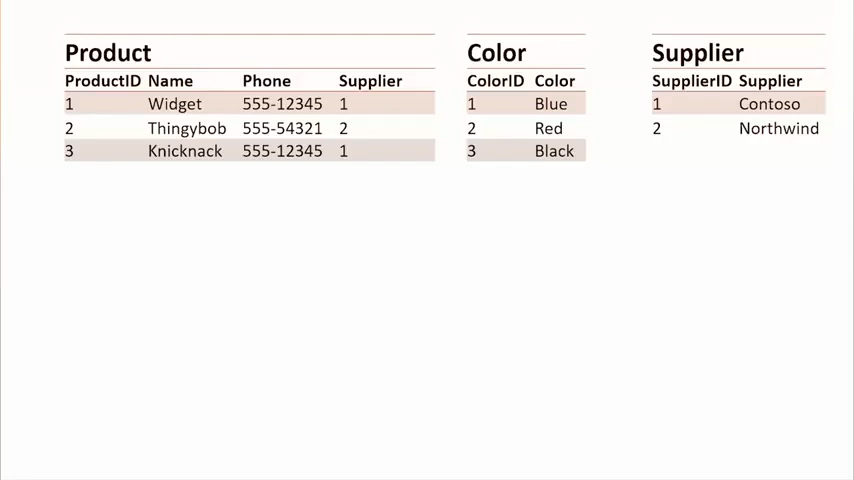 Product Color Supplier
ProductID Name Phone Supplier ColorID Color SupplierID Supplier
1 Widget 555-12345 1 1 Blue 1 Contoso
2 Thingybob 555-54321 2 2 Red 2 Northwind
3 Knicknack 555-12345 1 3 Black